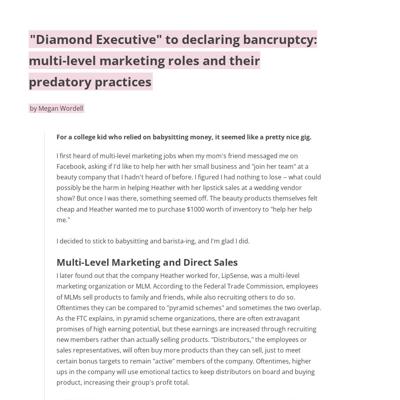 "Diamond Executive" to declaring bancruptcy:
multi-level marketing roles and their
predatory practices
by Megan Wordell
For a college kid who relied on babysitting money, it seemed like a pretty nice gig.
I first heard of multi-level marketing jobs when my mom's friend messaged me on
Facebook, asking if I'd like to help her with her small business and "join her team" at a
beauty company that I hadn't heard of before. I figured I had nothing to lose – what could
possibly be the harm in helping Heather with her lipstick sales at a wedding vendor
show? But once I was there, something seemed off. The beauty products themselves felt
cheap and Heather wanted me to purchase $1000 worth of inventory to "help her help
me."
I decided to stick to babysitting and barista-ing, and I'm glad I did.
Multi-Level Marketing and Direct Sales
I later found out that the company Heather worked for, LipSense, was a multi-level
marketing organization or MLM. According to the Federal Trade Commission, employees
of MLMs sell products to family and friends, while also recruiting others to do so.
Oftentimes they can be compared to "pyramid schemes" and sometimes the two overlap.
As the FTC explains, in pyramid scheme organizations, there are often extravagant
promises of high earning potential, but these earnings are increased through recruiting
new members rather than actually selling products. "Distributors," the employees or
sales representatives, will often buy more products than they can sell, just to meet
certain bonus targets to remain "active" members of the company. Oftentimes, higher
ups in the company will use emotional tactics to keep distributors on board and buying
product, increasing their group's profit total.